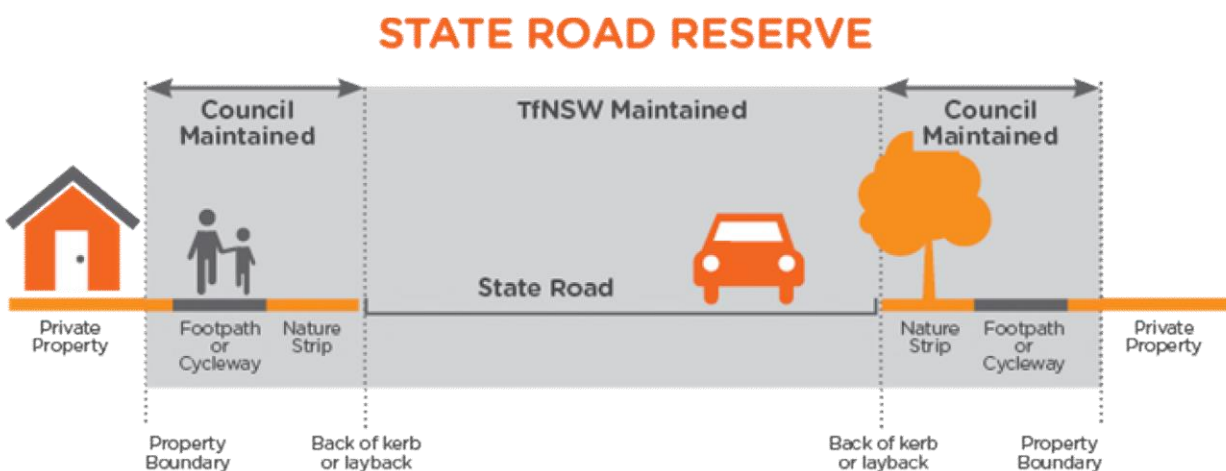 STATE ROAD RESERVE
Council
Maintained
TfNSW Maintained
Council
Maintained
State Road
Private
Property
Footpath
or
Cycleway
Nature
Strip
Nature
Strip
Footpath
or
Cycleway
Private
Property
Property
Boundary
Back of kerb
or layback
Back of kerb
or layback
Property
Boundary